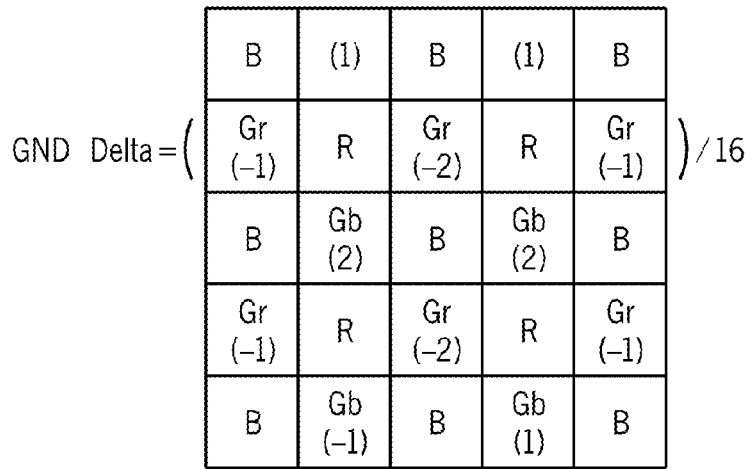 B (1) B (1) B
Gr R Gr R Gr
(–1) (–2) (–1)
GND Delta=( )/16
B Gb B Gb B
(2) (2)
Gr R Gr R Gr
(–1) (–2) (–1)
B Gb B Gb B
(–1) (1)